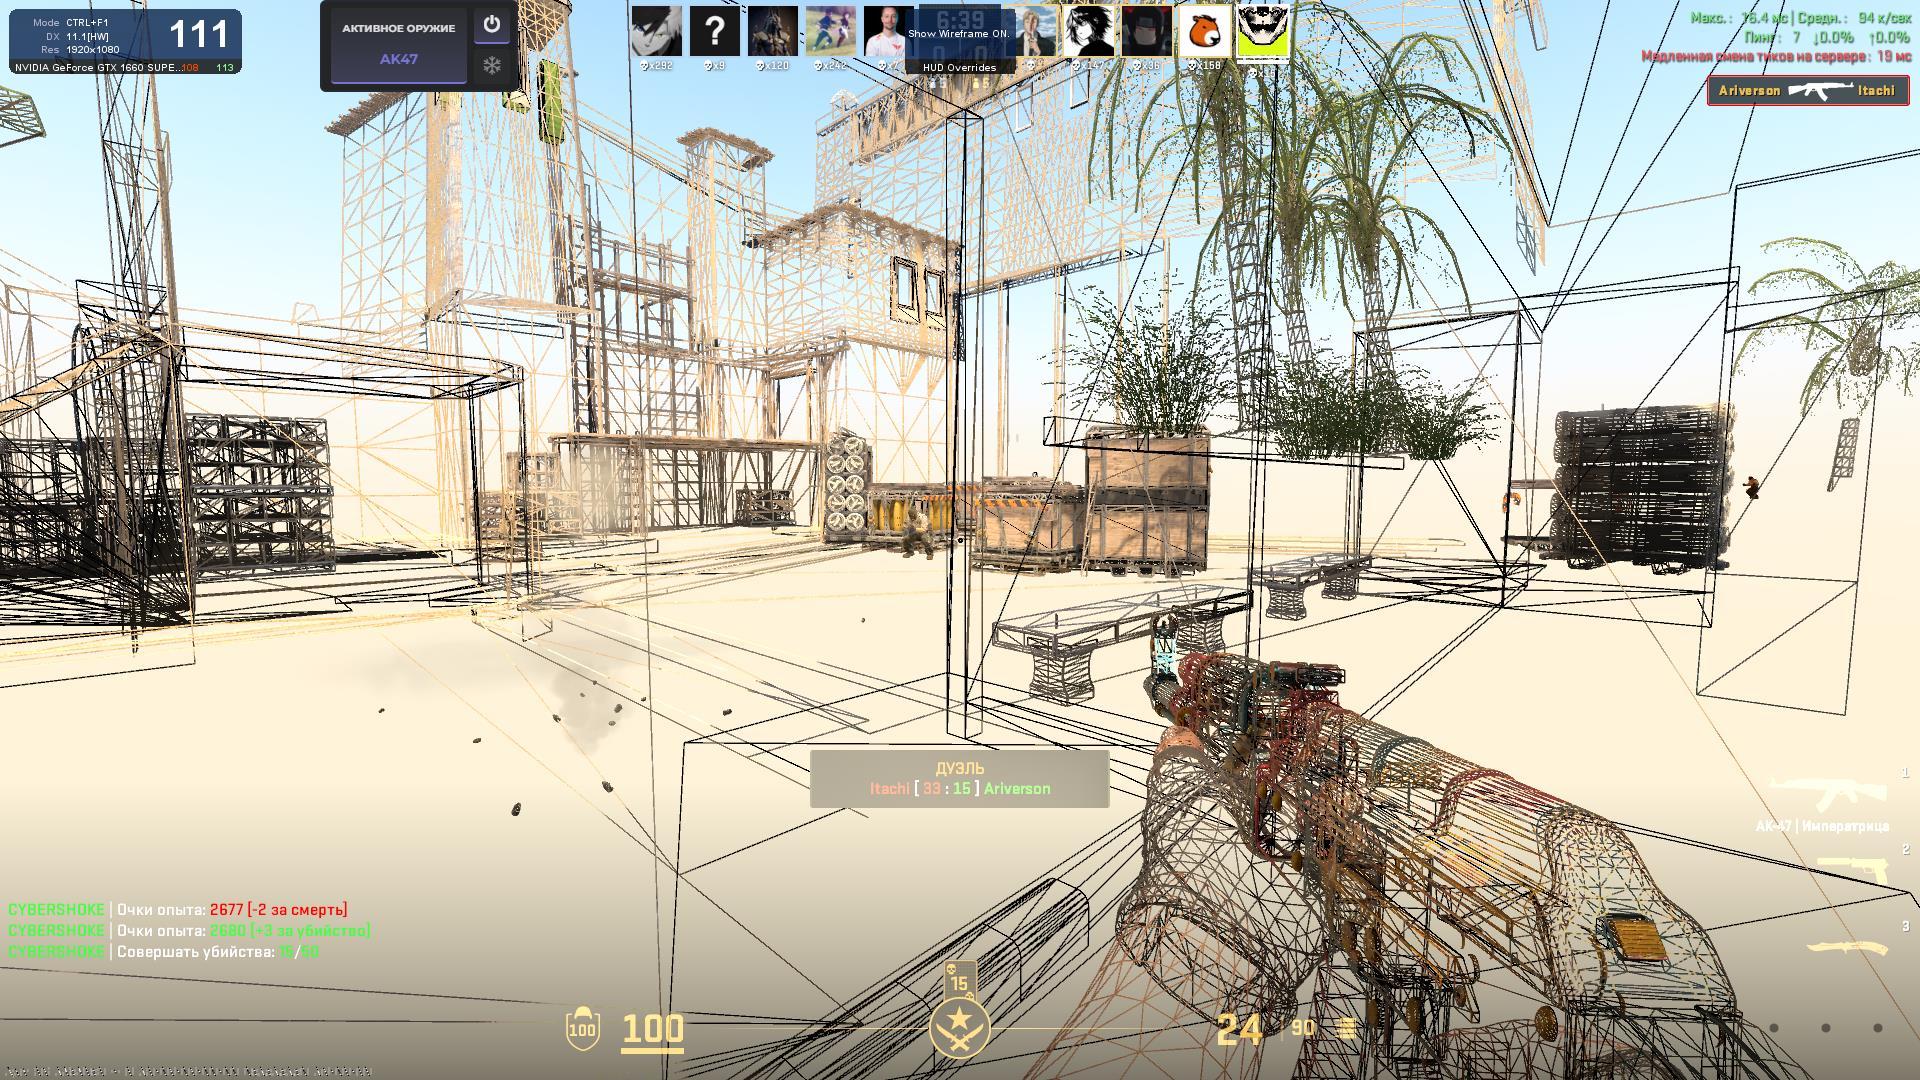 Mode CTRL+F1
DX 11.1[HW]
Res 1920x1080
111
NVIDIA GeForce GTX 1660 SUPE... 108 113
АКТИВНОЕ ОРУЖИЕ
AK47
x292
?
x9
x120
x242
6:39
Show Wireframe ON.
HUD Overrides
x147
x36
x158
Макс.: 16.4 мс | Средн.: 94 к/сек
Пинг: 7 ↓0.0% ↑0.0%
Медленная смена тиков на сервере: 19 мс
Ariverson Itachi
ДУЭЛЬ
Itachi [ 33 : 15 ] Ariverson
1
AK-47 | Императрица
2
3
CYBERSHOKE | Очки опыта: 2677 [-2 за смерть]
CYBERSHOKE | Очки опыта: 2680 [+3 за убийство]
CYBERSHOKE | Совершать убийства: 15/50
15
100 100
24 90